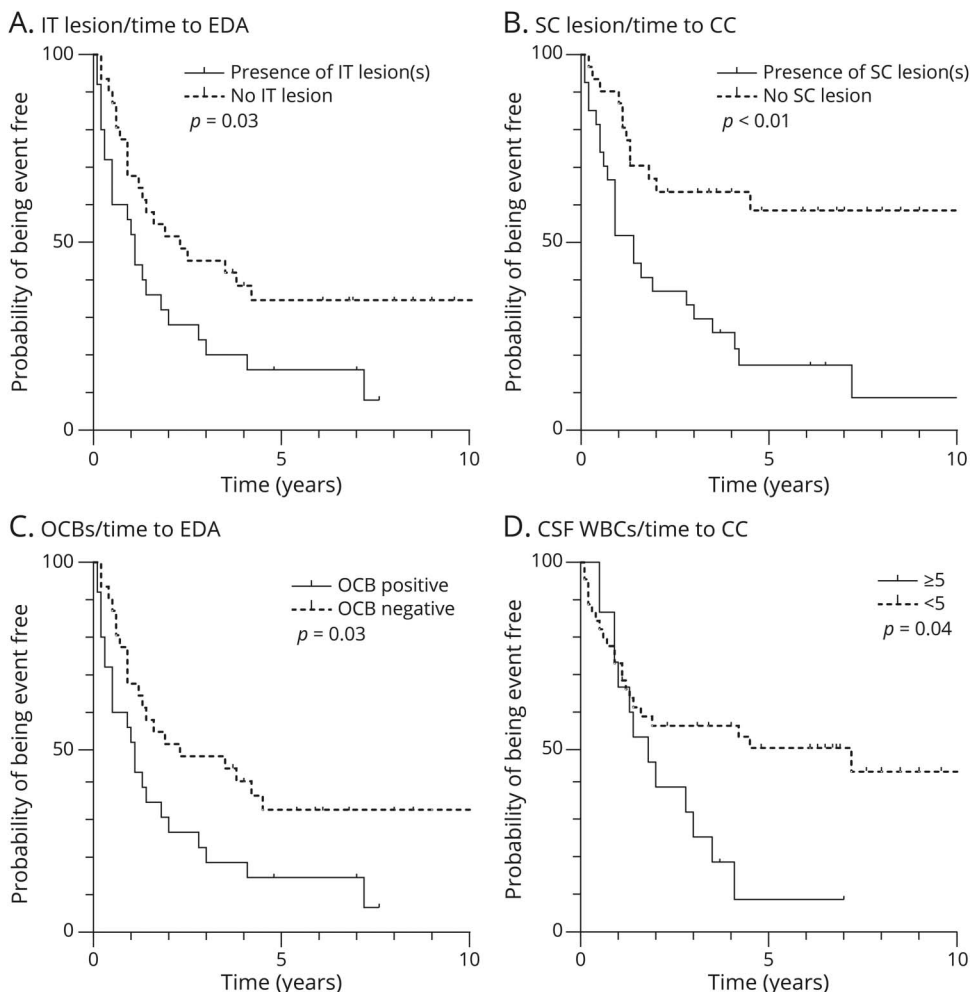 A. IT lesion/time to EDA
100
50
0
Probability of being event free
Presence of IT lesion(s)
No IT lesion
p = 0.03
0 5 10
Time (years)
B. SC lesion/time to CC
100
50
0
Probability of being event free
Presence of SC lesion(s)
No SC lesion
p < 0.01
0 5 10
Time (years)
C. OCBs/time to EDA
100
50
0
Probability of being event free
OCB positive
OCB negative
p = 0.03
0 5 10
Time (years)
D. CSF WBCs/time to CC
100
50
0
Probability of being event free
≥5
<5
p = 0.04
0 5 10
Time (years)